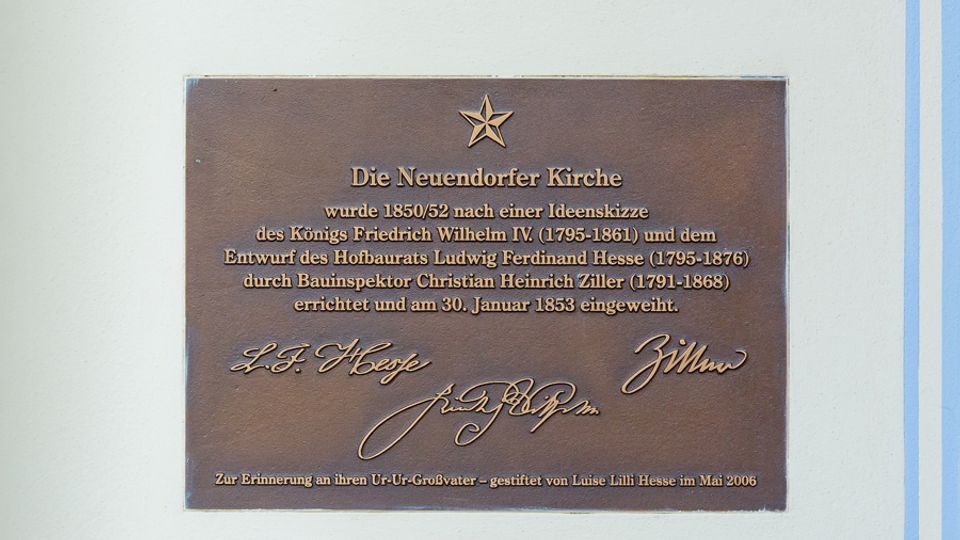 Die Neuendorfer Kirche
wurde 1850/52 nach einer Ideenskizze
des Königs Friedrich Wilhelm IV. (1795-1861) und dem
Entwurf des Hofbaurats Ludwig Ferdinand Hesse (1795-1876)
durch Bauinspektor Christian Heinrich Ziller (1791-1868)
errichtet und am 30. Januar 1853 eingeweiht.
L. F. Hesse
Ziller
Zur Erinnerung an ihren Ur-Ur-Großvater – gestiftet von Luise Lilli Hesse im Mai 2006